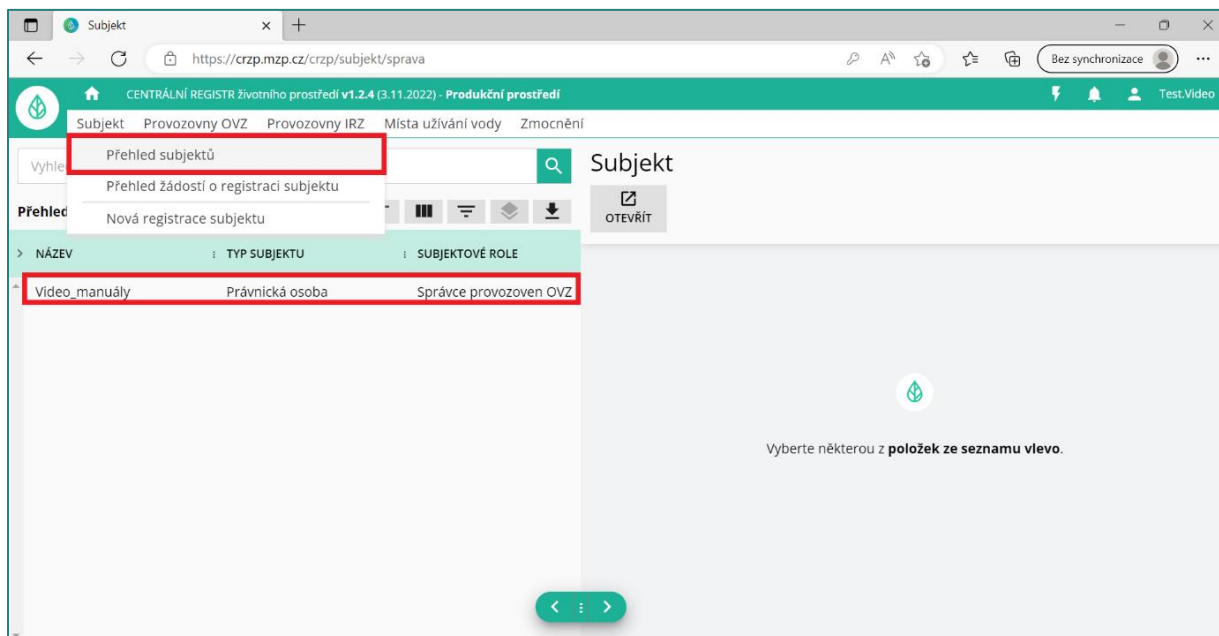 Subjekt
https://crzp.mzp.cz/crzp/subjekt/sprava
Bez synchronizace
CENTRÁLNÍ REGISTR životního prostředí v1.2.4 (3.11.2022) - Produkční prostředí
Test.Video
Subjekt Provozovny OVZ Provozovny IRZ Místa užívání vody Zmocnění
Přehled subjektů
Přehled žádostí o registraci subjektu
Nová registrace subjektu
Vyhle
Přehled
Subjekt
OTEVŘÍT
NÁZEV TYP SUBJEKTU SUBJEKTOVÉ ROLE
Video_manuály Právnická osoba Správce provozoven OVZ
Vyberte některou z položek ze seznamu vlevo.